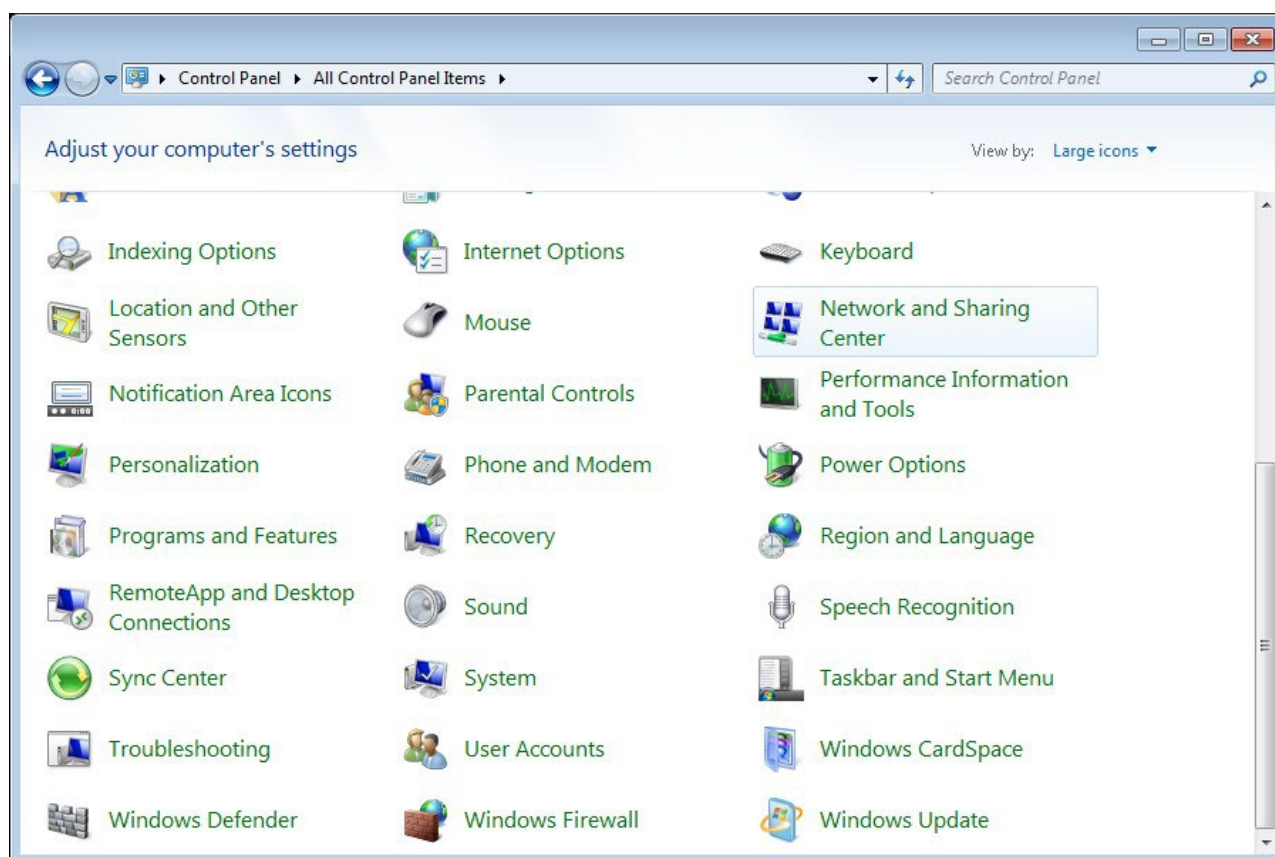 Control Panel All Control Panel Items Search Control Panel
Adjust your computer's settings View by: Large icons
Indexing Options Internet Options Keyboard
Location and Other Sensors Mouse Network and Sharing Center
Notification Area Icons Parental Controls Performance Information and Tools
Personalization Phone and Modem Power Options
Programs and Features Recovery Region and Language
RemoteApp and Desktop Connections Sound Speech Recognition
Sync Center System Taskbar and Start Menu
Troubleshooting User Accounts Windows CardSpace
Windows Defender Windows Firewall Windows Update